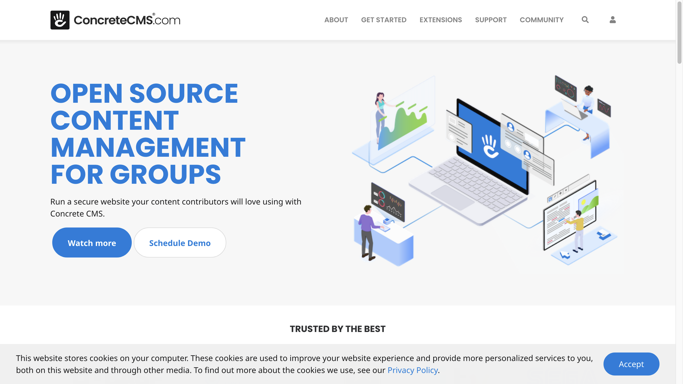 ConcreteCMS.com
ABOUT GET STARTED EXTENSIONS SUPPORT COMMUNITY
OPEN SOURCE
CONTENT
MANAGEMENT
FOR GROUPS
Run a secure website your content contributors will love using with
Concrete CMS.
Watch more Schedule Demo
TRUSTED BY THE BEST
This website stores cookies on your computer. These cookies are used to improve your website experience and provide more personalized services to you,
both on this website and through other media. To find out more about the cookies we use, see our Privacy Policy.
Accept